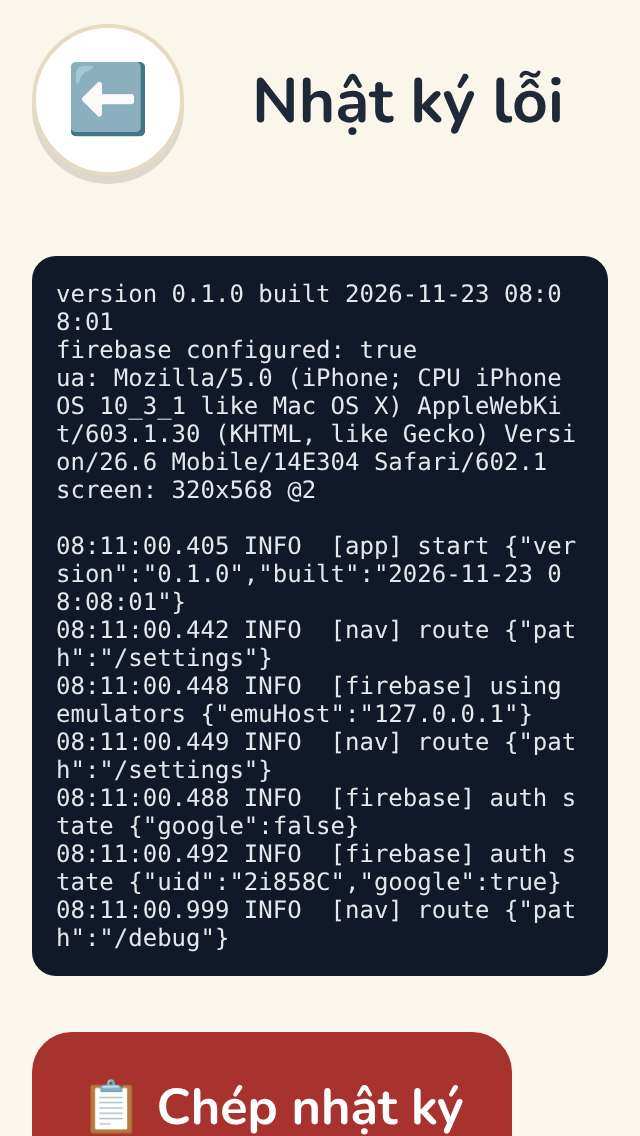 Nhật ký lỗi
version 0.1.0 built 2026-11-23 08:0
8:01
firebase configured: true
ua: Mozilla/5.0 (iPhone; CPU iPhone
OS 10_3_1 like Mac OS X) AppleWebKi
t/603.1.30 (KHTML, like Gecko) Versi
on/26.6 Mobile/14E304 Safari/602.1
screen: 320x568 @2
08:11:00.405 INFO  [app] start {"ver
sion":"0.1.0","built":"2026-11-23 0
8:08:01"}
08:11:00.442 INFO  [nav] route {"pat
h":"/settings"}
08:11:00.448 INFO  [firebase] using
emulators {"emuHost":"127.0.0.1"}
08:11:00.449 INFO  [nav] route {"pat
h":"/settings"}
08:11:00.488 INFO  [firebase] auth s
tate {"google":false}
08:11:00.492 INFO  [firebase] auth s
tate {"uid":"2i858C","google":true}
08:11:00.999 INFO  [nav] route {"pat
h":"/debug"}
Chép nhật ký